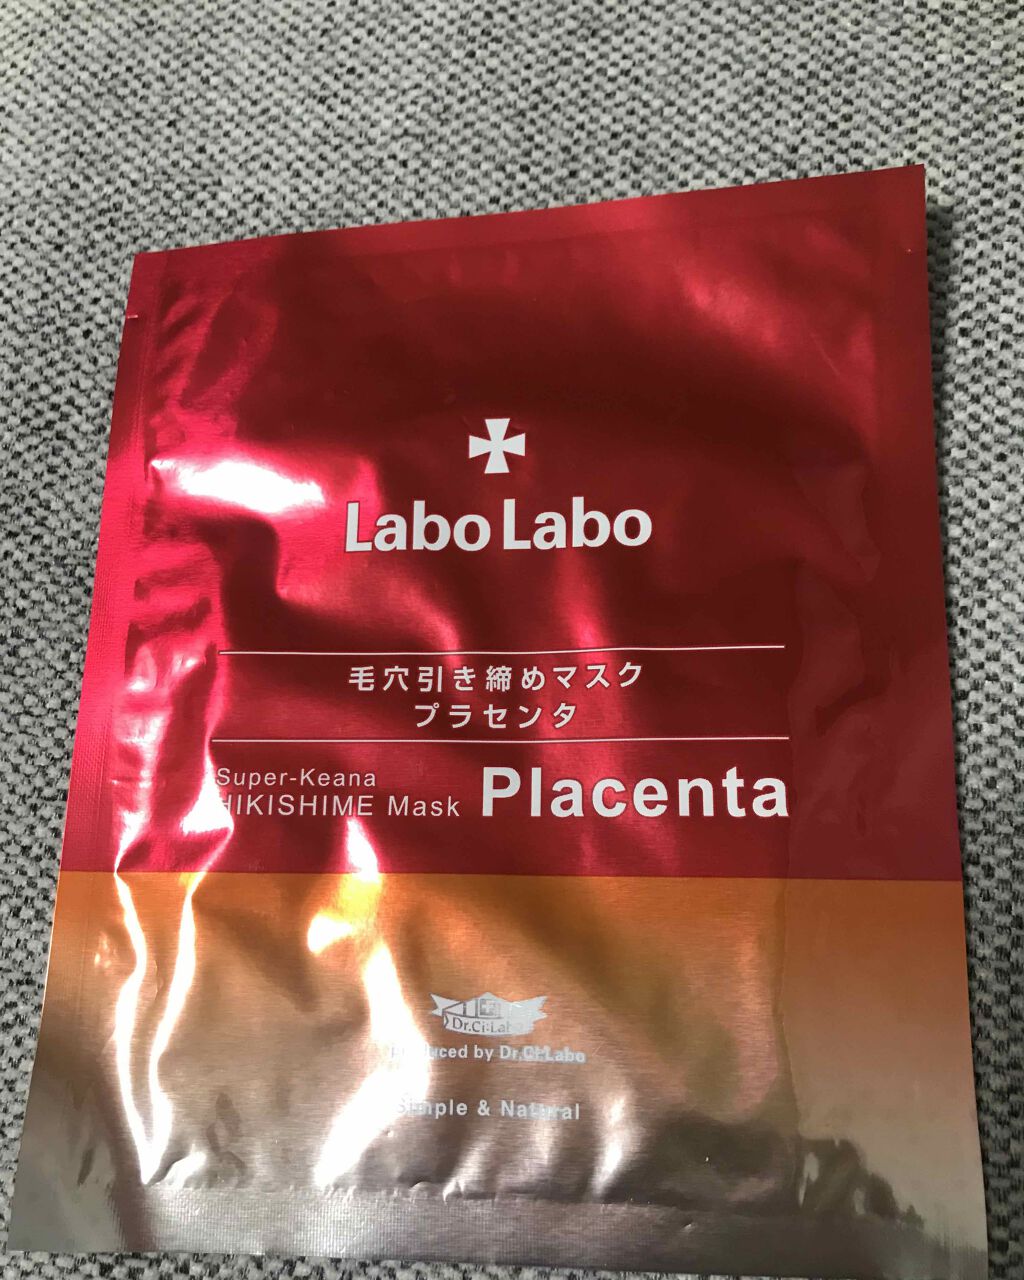 Labo Labo
毛穴引き締めマスク
プラセンタ
Super-Keana
HIKISHIME Mask Placenta
Dr.Ci:Labo
produced by Dr.Ci:Labo
Simple & Natural